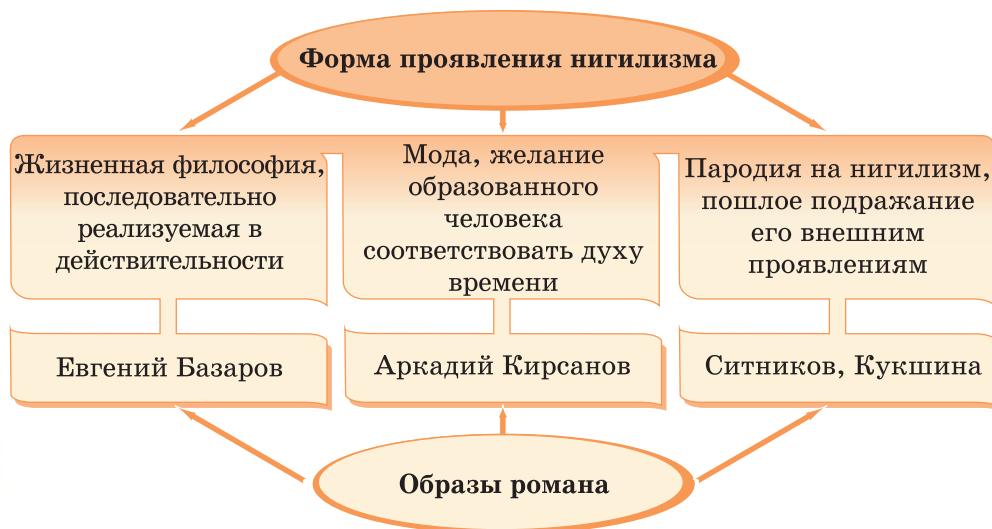 Форма проявления нигилизма
Жизненная философия,
последовательно
реализуемая в
действительности
Мода, желание
образованного
человека
соответствовать духу
времени
Пародия на нигилизм,
пошлое подражание
его внешним
проявлениям
Евгений Базаров
Аркадий Кирсанов
Ситников, Кукшина
Образы романа